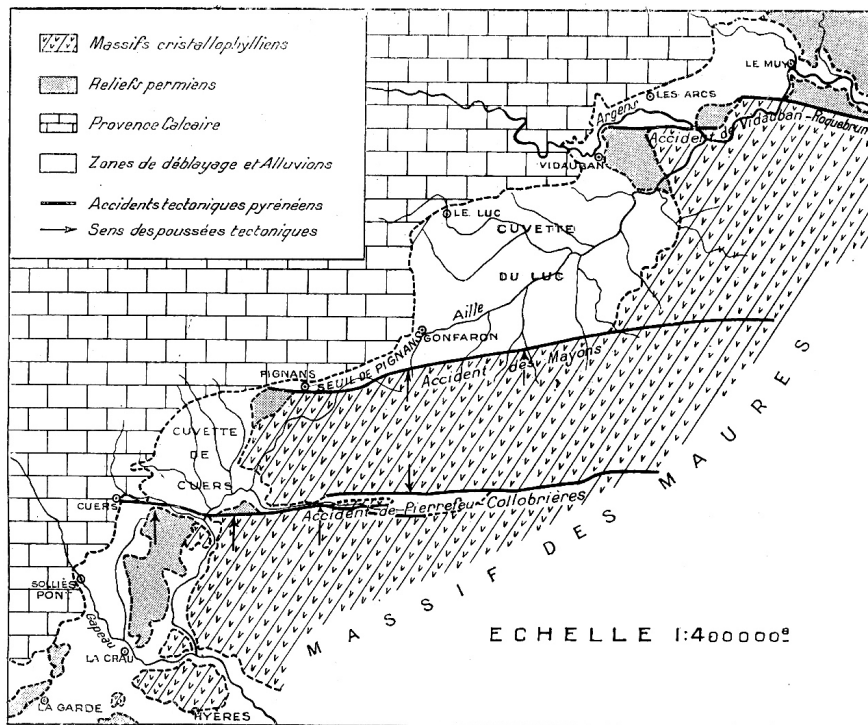 Massifs cristallophylliens
Reliefs permiens
Provence Calcaire
Zones de déblayage et Alluvions
Accidents tectoniques pyrénéens
Sens des poussées tectoniques
LE MUY
LES ARCS
Argens
Accident de Vidauban-Roquebrune
VIDAUBAN
LE LUC
CUVETTE
DU LUC
Aille
GONFARON
SEUIL DE PIGNANS
PIGNANS
Accident des Mayons
CUVETTE
DE
CUERS
CUERS
Accident de Pierrefeu-Collobrières
MASSIF DES MAURES
SOLLIÈS
PONT
Gapeau
LA CRAU
LA GARDE
HYÈRES
ECHELLE 1:400000e